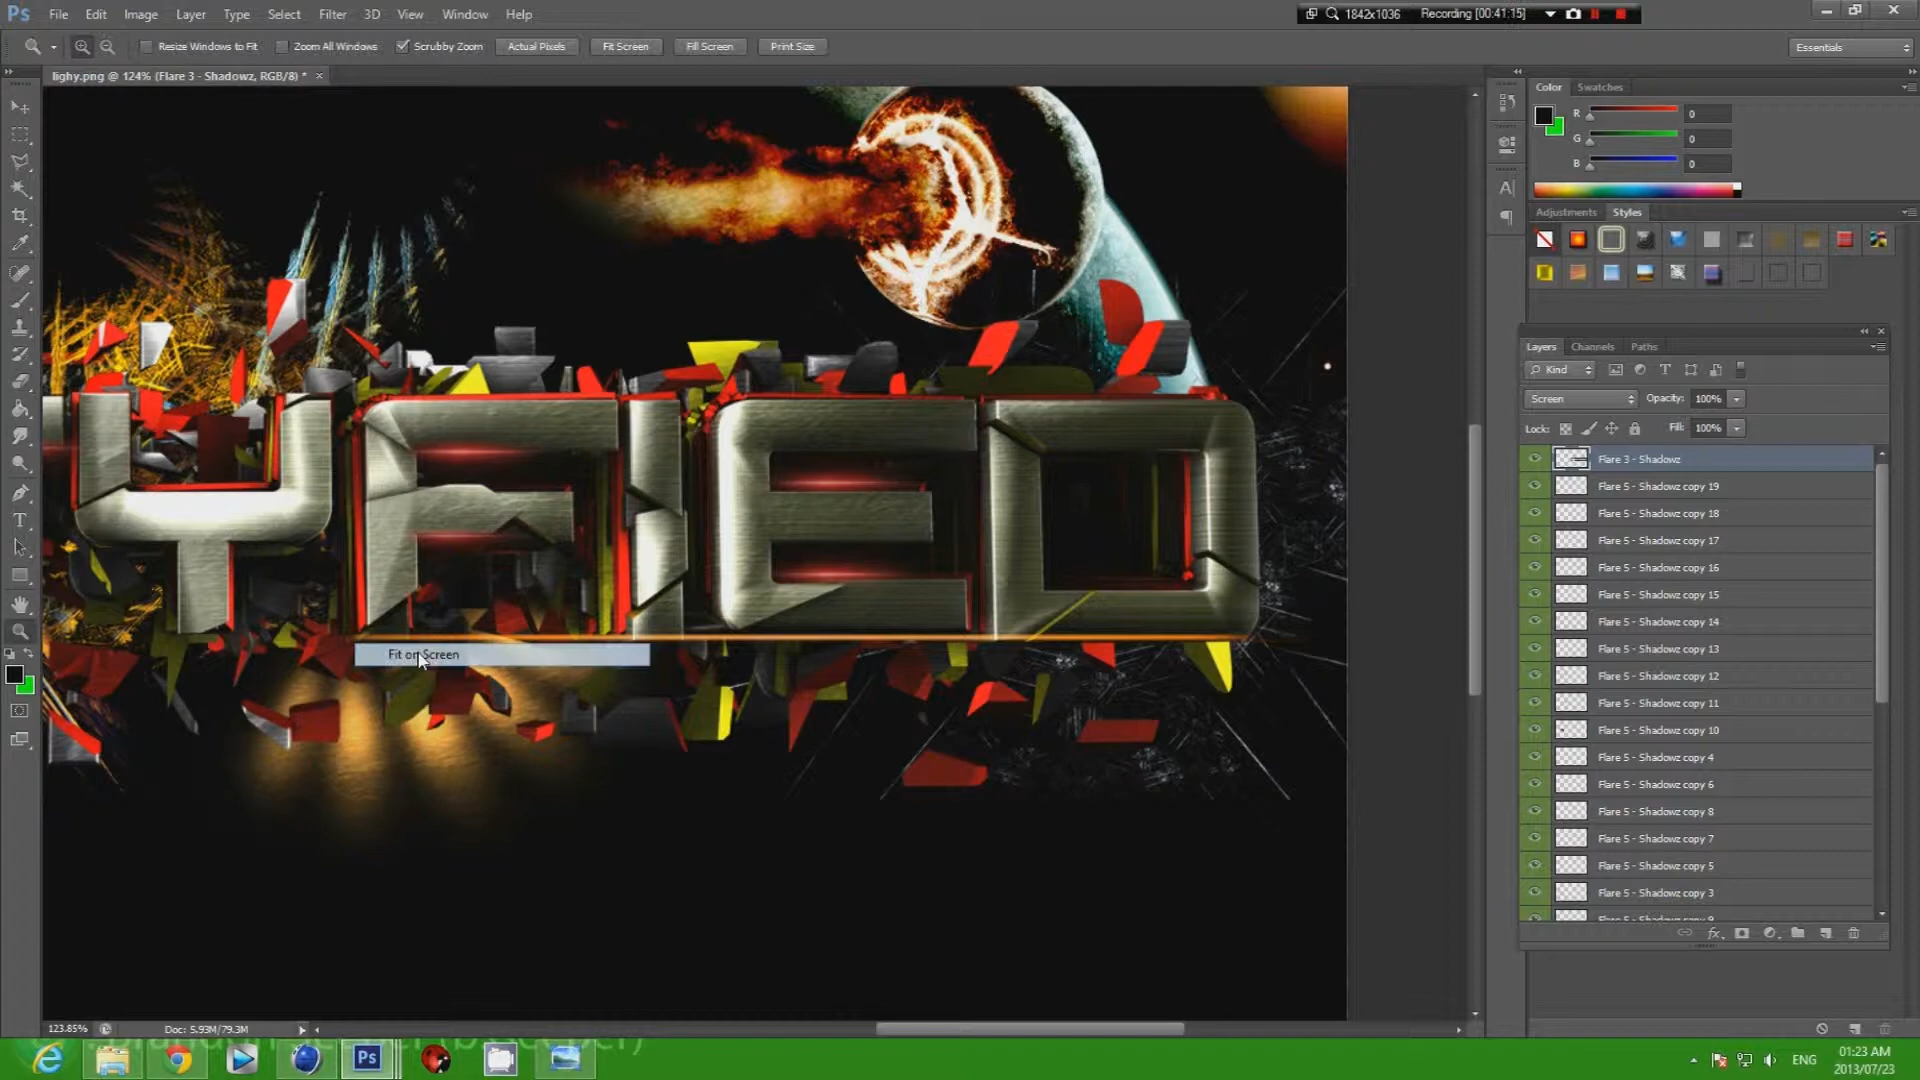 Ps File Edit Image Layer Type Select Filter 3D View Window Help
1842x1036 Recording [00:41:15]
Resize Windows to Fit Zoom All Windows Scrubby Zoom Actual Pixels Fit Screen Fill Screen Print Size Essentials
lighy.png @ 124% (Flare 3 - Shadowz, RGB/8) *
Color Swatches
R 0
G 0
B 0
Adjustments Styles
YFIED
Layers Channels Paths
Kind
Screen Opacity: 100%
Lock: Fill: 100%
Flare 3 - Shadowz
Flare 5 - Shadowz copy 19
Flare 5 - Shadowz copy 18
Flare 5 - Shadowz copy 17
Flare 5 - Shadowz copy 16
Flare 5 - Shadowz copy 15
Flare 5 - Shadowz copy 14
Flare 5 - Shadowz copy 13
Flare 5 - Shadowz copy 12
Flare 5 - Shadowz copy 11
Flare 5 - Shadowz copy 10
Flare 5 - Shadowz copy 4
Flare 5 - Shadowz copy 6
Flare 5 - Shadowz copy 8
Flare 5 - Shadowz copy 7
Flare 5 - Shadowz copy 5
Flare 5 - Shadowz copy 3
Flare 5 - Shadowz copy 9
Fit on Screen
123.85% Doc: 5.93M/79.3M
Ps
ENG
01:23 AM
2013/07/23